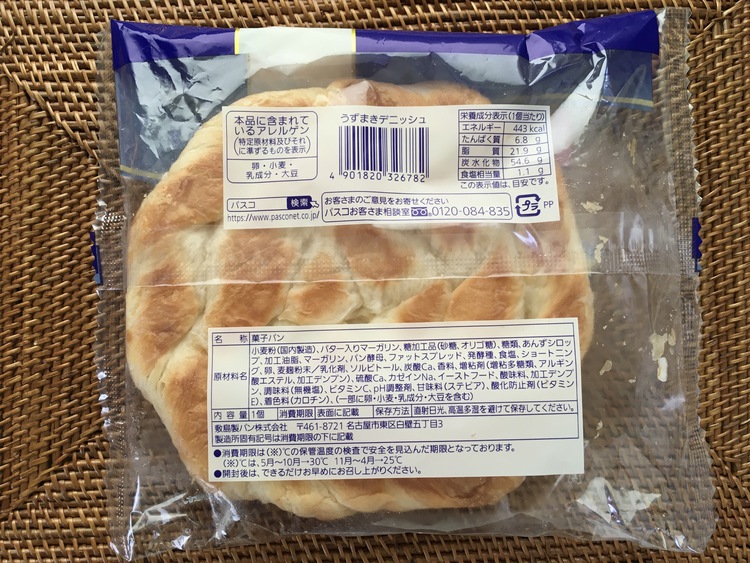 本品に含まれて
いるアレルゲン
(特定原材料及びそれ
に準ずるものを表示)
卵・小麦・
乳成分・大豆
うずまきデニッシュ
4 901820 326782
栄養成分表示(1個当たり)
エネルギー 443 kcal
たんぱく質 6.8 g
脂質 21.9 g
炭水化物 54.6 g
食塩相当量 1.1 g
この表示値は、目安です。
パスコ 検索
https://www.pasconet.co.jp/
お客さまのご意見をお寄せください
パスコお客さま相談室 0120-084-835
プラ PP
名称 菓子パン
原材料名 小麦粉(国内製造)、バター入りマーガリン、糖加工品(砂糖、オリゴ糖)、糖類、あんずシロッ
プ、加工油脂、マーガリン、パン酵母、ファットスプレッド、発酵種、食塩、ショートニン
グ、卵、麦麹粉末/乳化剤、ソルビトール、炭酸Ca、香料、増粘剤(増粘多糖類、アルギン
酸エステル、加工デンプン)、硫酸Ca、カゼインNa、イーストフード、酸味料、加工デンプ
ン、調味料(無機塩)、ビタミンC、pH調整剤、甘味料(ステビア)、酸化防止剤(ビタミン
E)、着色料(カロチン)、(一部に卵・小麦・乳成分・大豆を含む)
内容量 1個 消費期限 表面に記載 保存方法 直射日光、高温多湿を避けて保存してください。
敷島製パン株式会社 〒461-8721 名古屋市東区白壁五丁目3
製造所固有記号は消費期限の下に記載
●消費期限は(※)での保管温度の検査で安全を見込んだ期限となっております。
(※)では、5月〜10月→30℃ 11月〜4月→25℃
●開封後は、できるだけお早めにお召し上がりください。